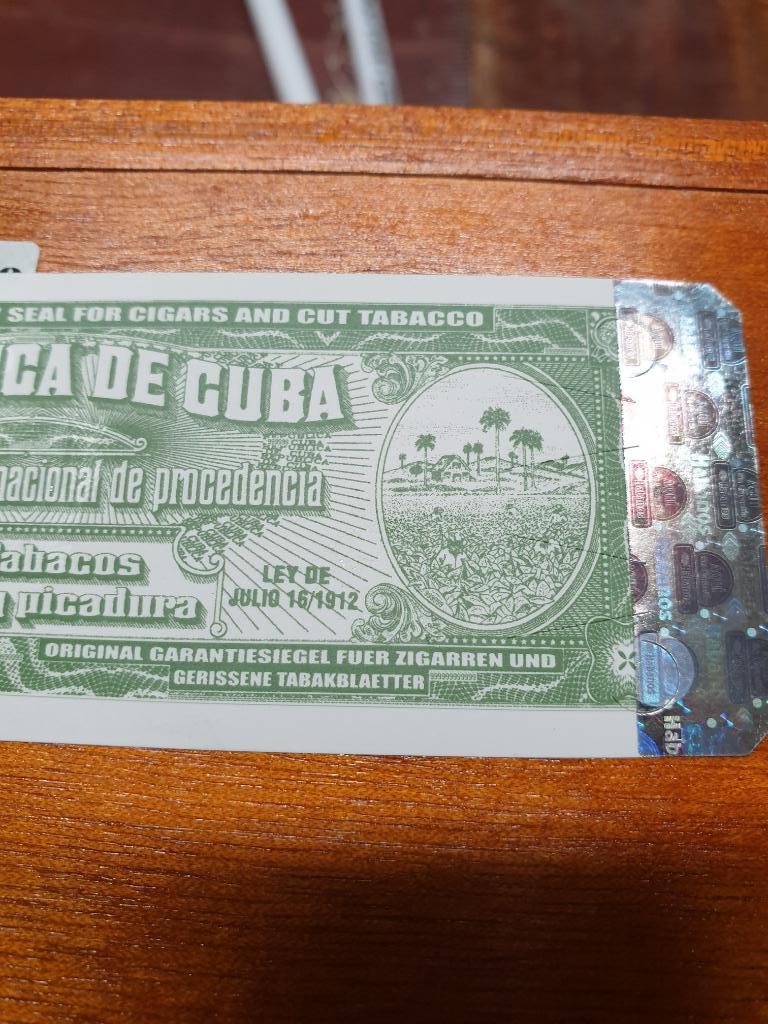 SEAL FOR CIGARS AND CUT TABACCO
CA DE CUBA
nacional de procedencia
abacos
picadura
LEY DE
JULIO 16/1912
ORIGINAL GARANTIESIEGEL FUER ZIGARREN UND
GERISSENE TABAKBLAETTER